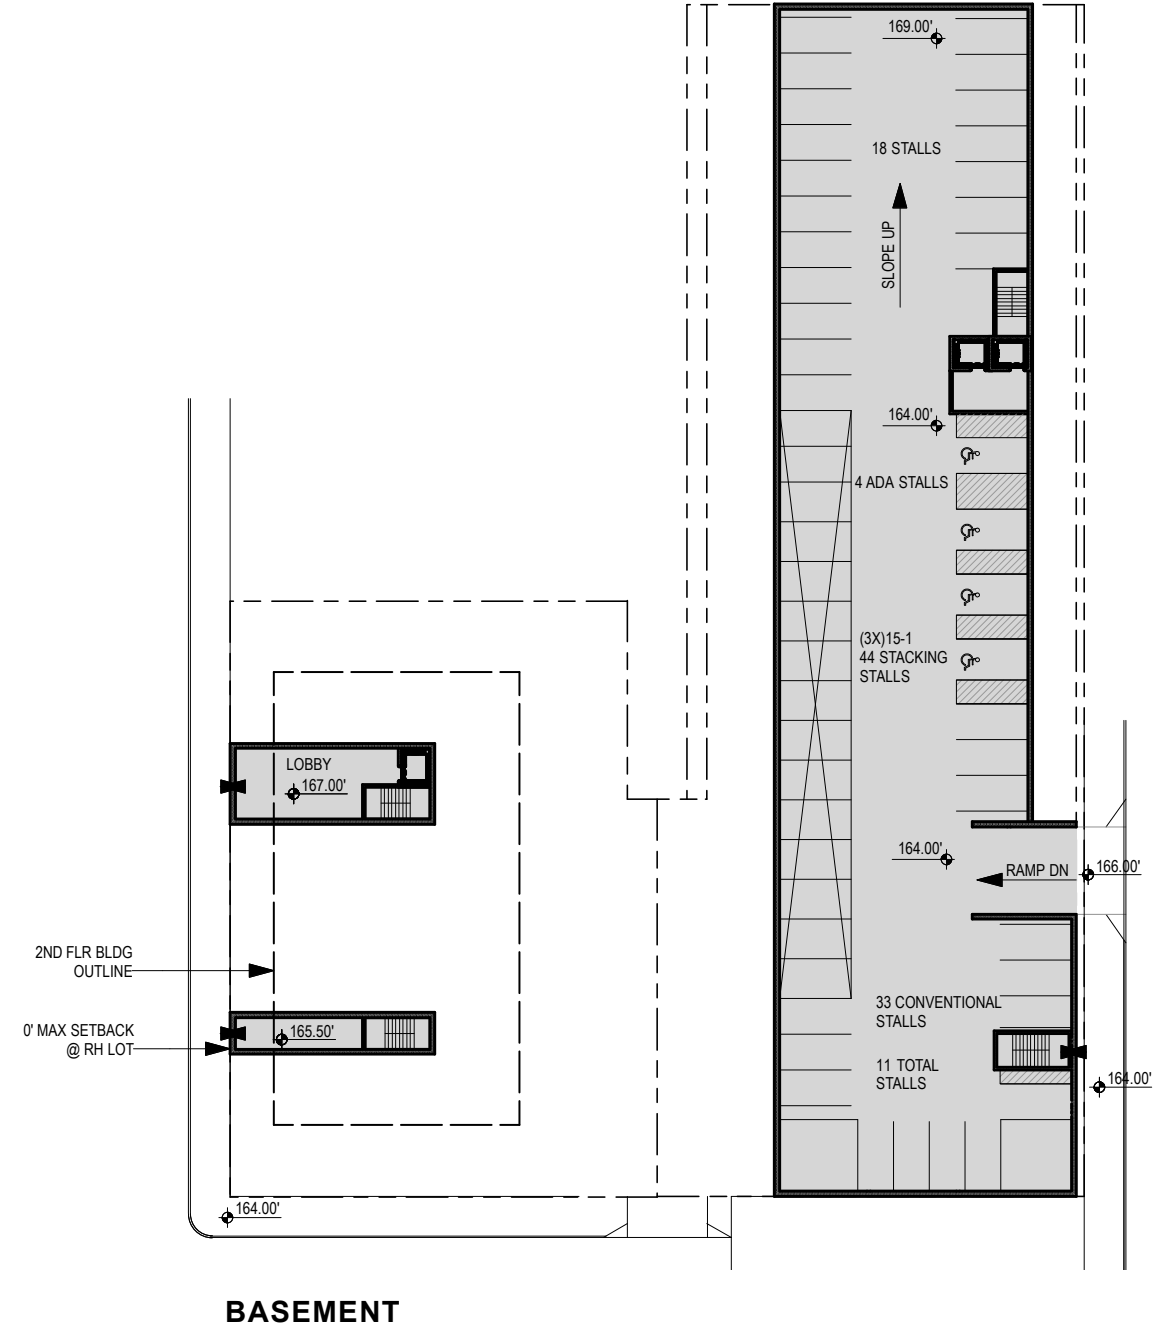 169.00'
18 STALLS
SLOPE UP
164.00'
4 ADA STALLS
(3X)15-1
44 STACKING
STALLS
LOBBY
167.00'
164.00'
RAMP DN
166.00'
2ND FLR BLDG
OUTLINE
33 CONVENTIONAL
STALLS
0' MAX SETBACK
@ RH LOT
165.50'
11 TOTAL
STALLS
164.00'
164.00'
BASEMENT